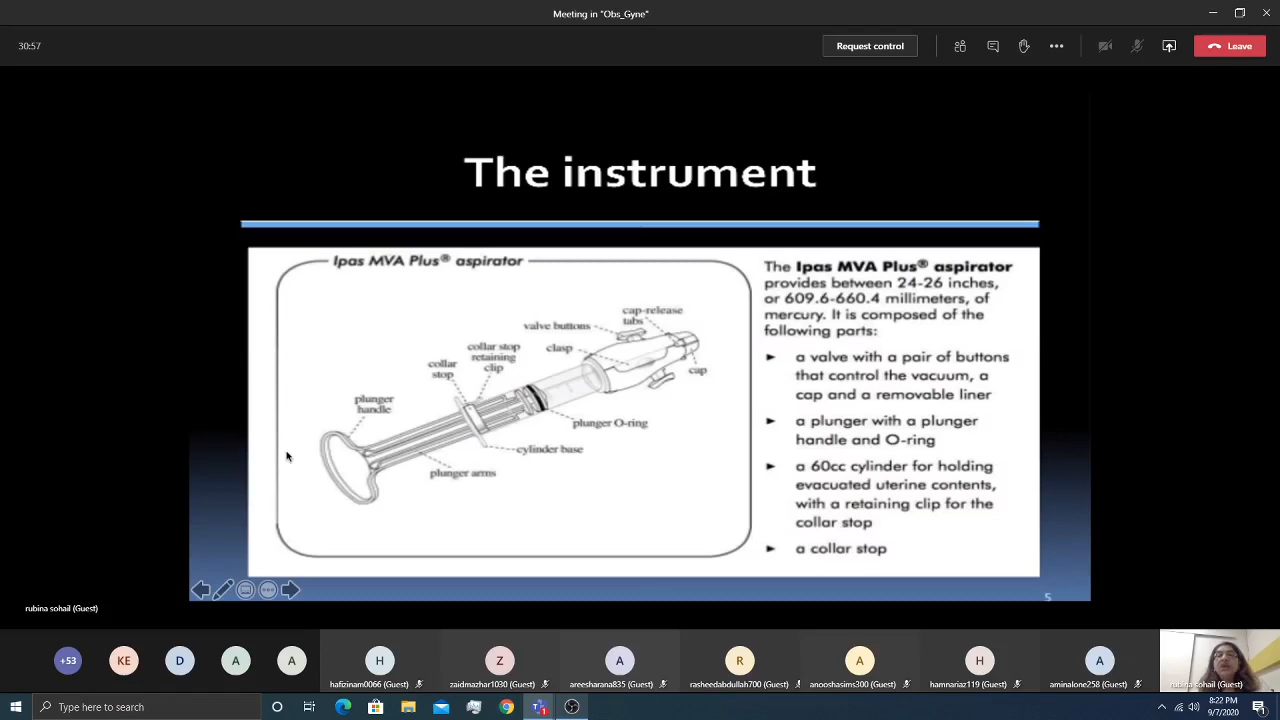 Meeting in "Obs_Gyne"
30:57
Request control
Leave
The instrument
Ipas MVA Plus® aspirator
cap-release
tabs
valve buttons
clasp
collar stop
retaining
clip
collar
stop
cap
plunger
handle
plunger O-ring
cylinder base
plunger arms
The Ipas MVA Plus® aspirator
provides between 24-26 inches,
or 609.6-660.4 millimeters, of
mercury. It is composed of the
following parts:
► a valve with a pair of buttons
that control the vacuum, a
cap and a removable liner
► a plunger with a plunger
handle and O-ring
► a 60cc cylinder for holding
evacuated uterine contents,
with a retaining clip for the
collar stop
► a collar stop
5
rubina sohail (Guest)
+53
KE
D
A
A
H
Z
A
R
A
H
A
hafizinam0066 (Guest)
zaidmazhar1030 (Guest)
areesharana835 (Guest)
rasheedabdullah700 (Guest)
anooshasims300 (Guest)
hamnariaz119 (Guest)
aminalone258 (Guest)
rubina sohail (Guest)
Type here to search
8:22 PM
9/7/2020